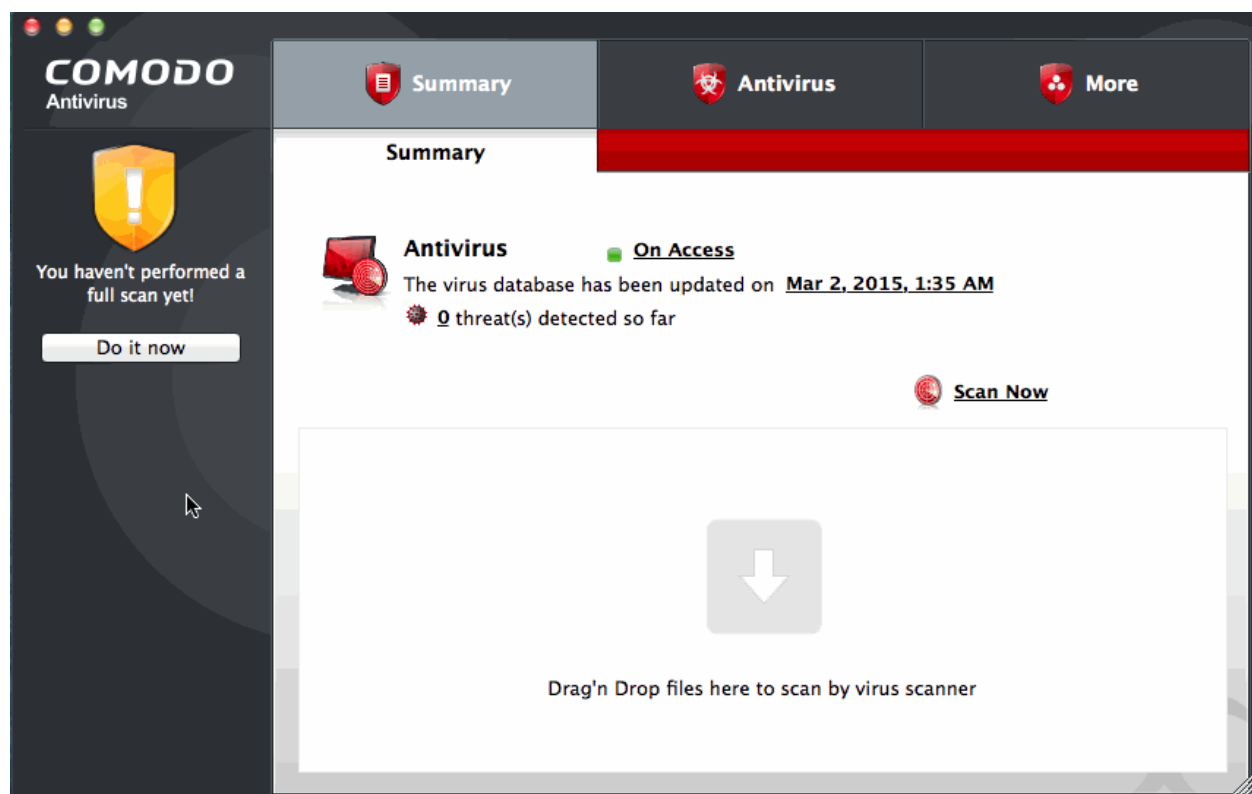 COMODO
Antivirus
Summary
Antivirus
More
Summary
You haven't performed a
full scan yet!
Do it now
Antivirus
On Access
The virus database has been updated on Mar 2, 2015, 1:35 AM
0 threat(s) detected so far
Scan Now
Drag'n Drop files here to scan by virus scanner